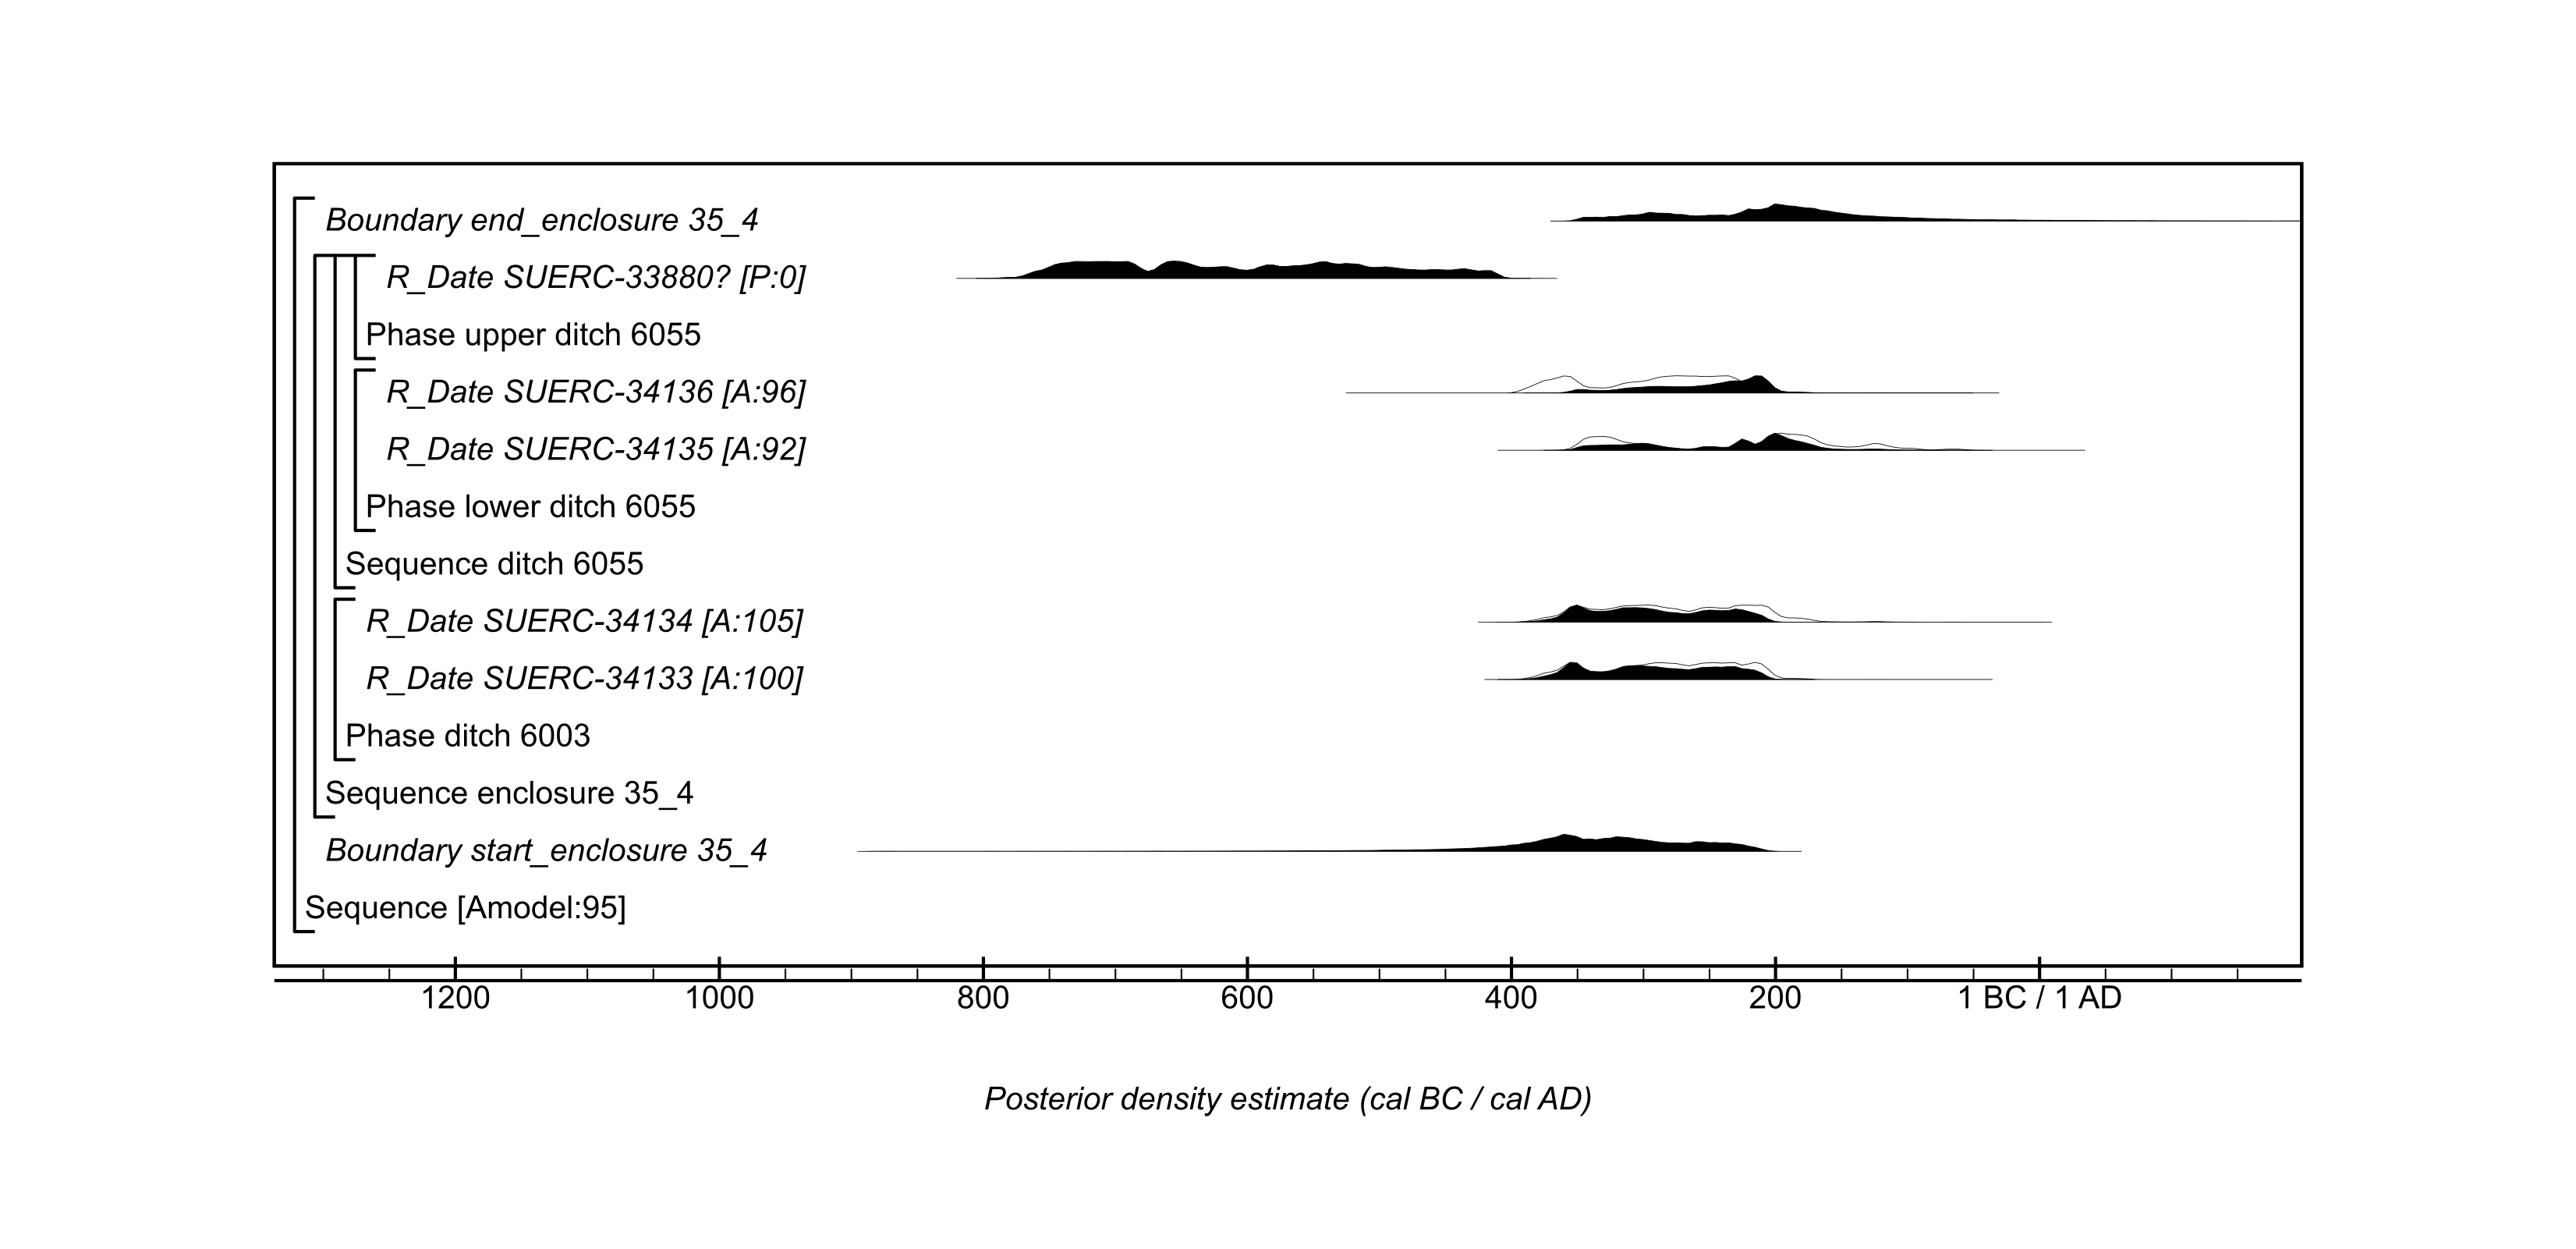 Boundary end_enclosure 35_4
R_Date SUERC-33880? [P:0]
Phase upper ditch 6055
R_Date SUERC-34136 [A:96]
R_Date SUERC-34135 [A:92]
Phase lower ditch 6055
Sequence ditch 6055
R_Date SUERC-34134 [A:105]
R_Date SUERC-34133 [A:100]
Phase ditch 6003
Sequence enclosure 35_4
Boundary start_enclosure 35_4
Sequence [Amodel:95]
1200 1000 800 600 400 200 1 BC / 1 AD
Posterior density estimate (cal BC / cal AD)